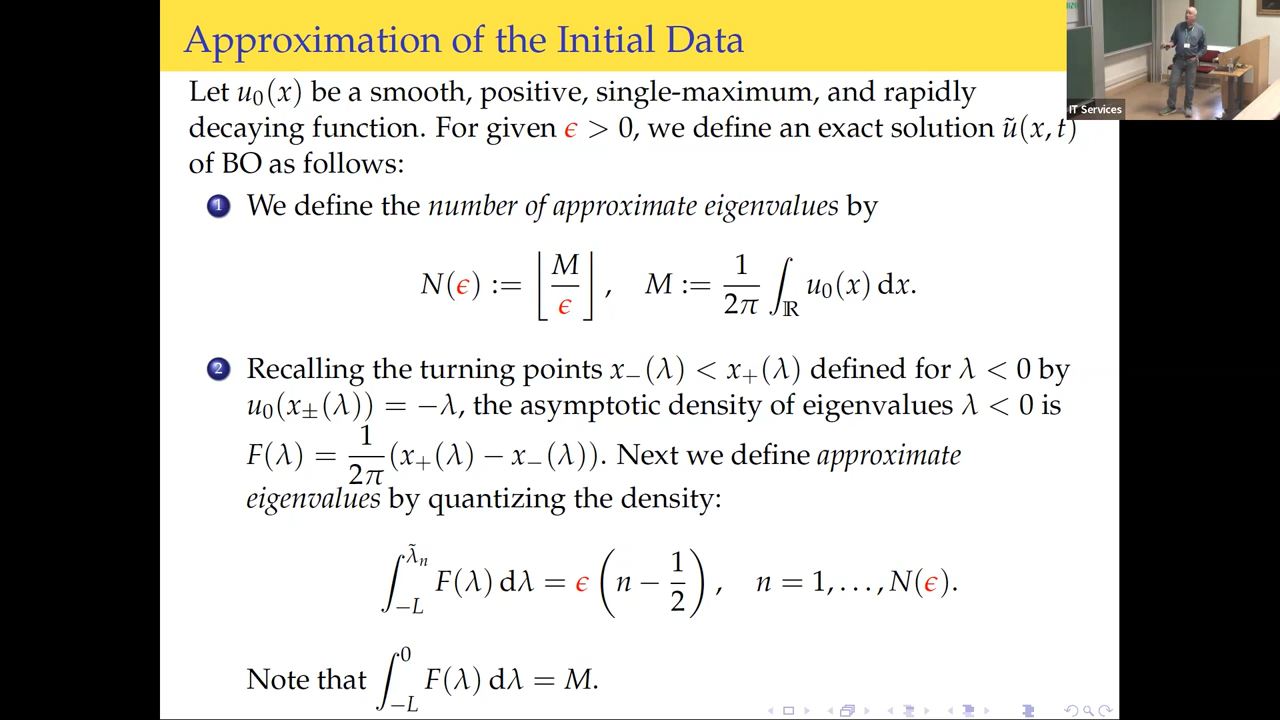 Approximation of the Initial Data
Let u₀(x) be a smooth, positive, single-maximum, and rapidly
decaying function. For given ϵ > 0, we define an exact solution ũ(x, t)
of BO as follows:
1 We define the number of approximate eigenvalues by
N(ϵ) := ⌊M/ϵ⌋, M := 1/2π ∫_ℝ u₀(x) dx.
2 Recalling the turning points x₋(λ) < x₊(λ) defined for λ < 0 by
u₀(x±(λ)) = −λ, the asymptotic density of eigenvalues λ < 0 is
F(λ) = 1/2π (x₊(λ) − x₋(λ)). Next we define approximate
eigenvalues by quantizing the density:
∫_{−L}^{λ̃ₙ} F(λ) dλ = ϵ (n − 1/2), n = 1, . . . , N(ϵ).
Note that ∫_{−L}^{0} F(λ) dλ = M.
IT Services